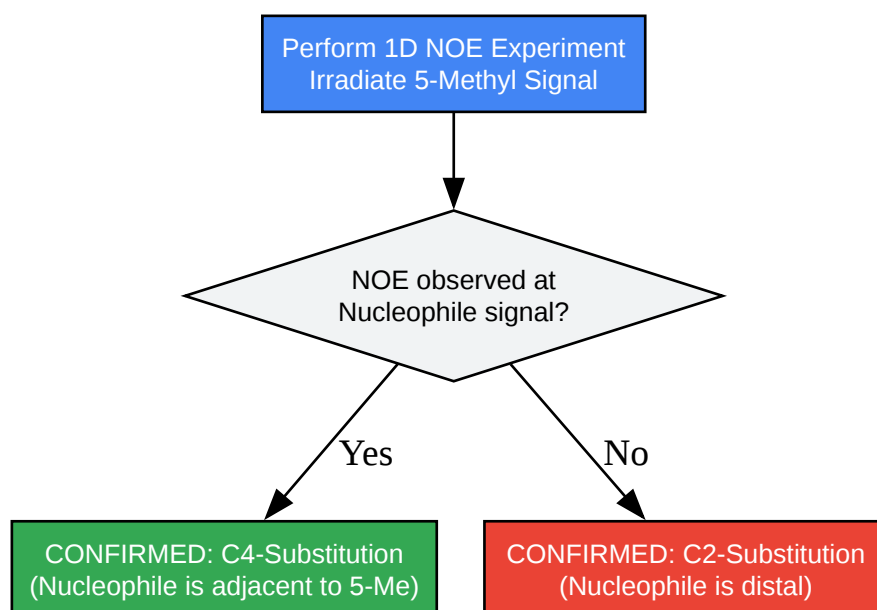 Perform 1D NOE Experiment
Irradiate 5-Methyl Signal
NOE observed at
Nucleophile signal?
Yes
No
CONFIRMED: C4-Substitution
(Nucleophile is adjacent to 5-Me)
CONFIRMED: C2-Substitution
(Nucleophile is distal)